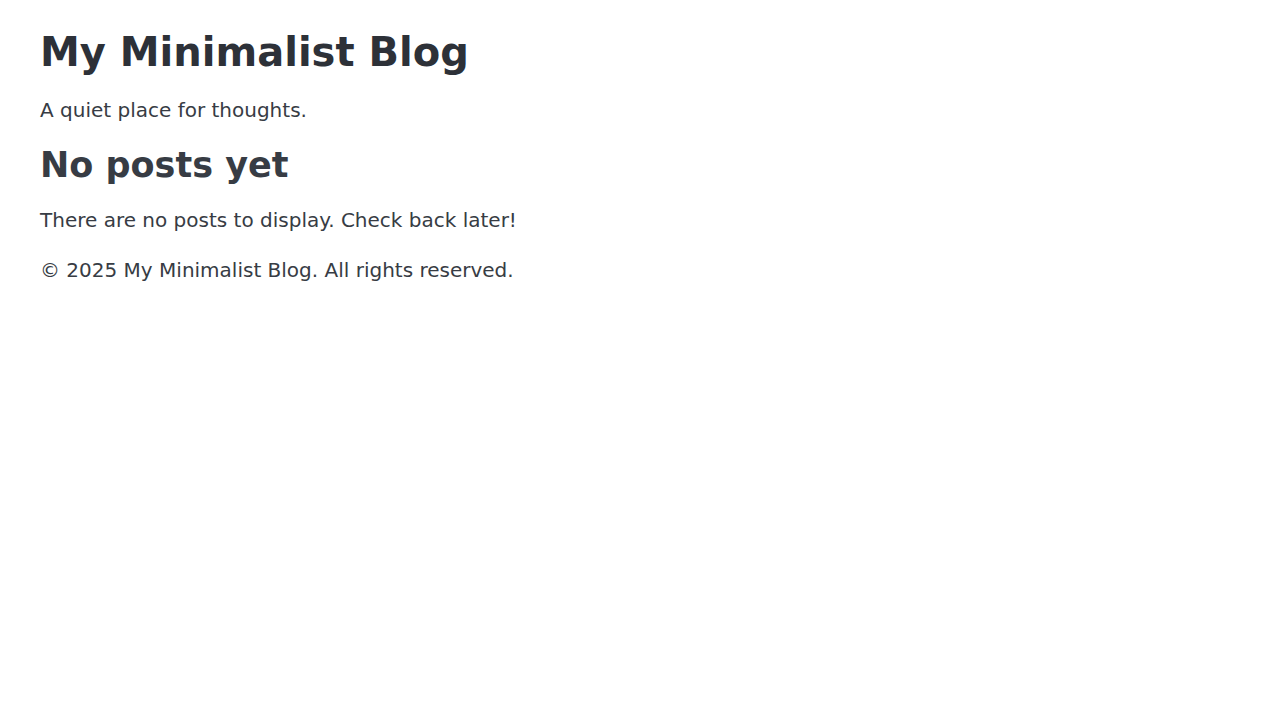 My Minimalist Blog
A quiet place for thoughts.
No posts yet
There are no posts to display. Check back later!
© 2025 My Minimalist Blog. All rights reserved.